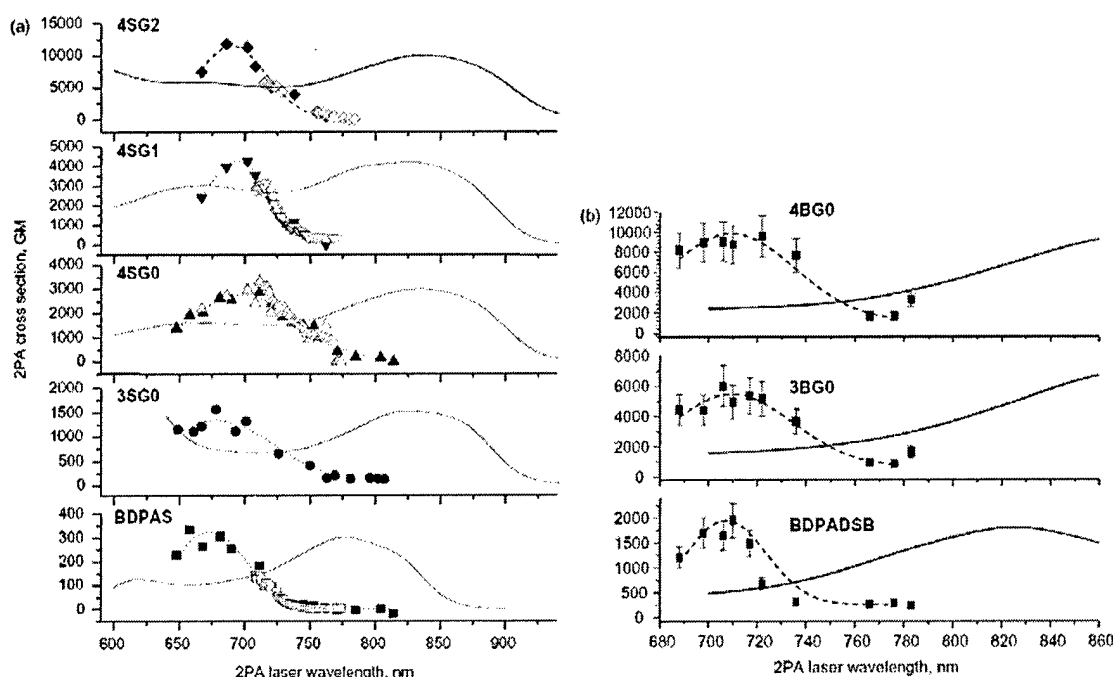 (a)
4SG2
15000
10000
5000
0
4SG1
5000
4000
3000
2000
1000
0
4SG0
4000
3000
2000
1000
0
3SG0
2000
1500
1000
500
0
BDPAS
400
300
200
100
0
600 650 700 750 800 850 900
2PA cross section, GM
2PA laser wavelength, nm
(b)
4BG0
12000
10000
8000
6000
4000
2000
0
3BG0
8000
6000
4000
2000
0
BDPADSB
2000
1500
1000
500
0
680 700 720 740 760 780 800 820 840 860
2PA laser wavelength, nm